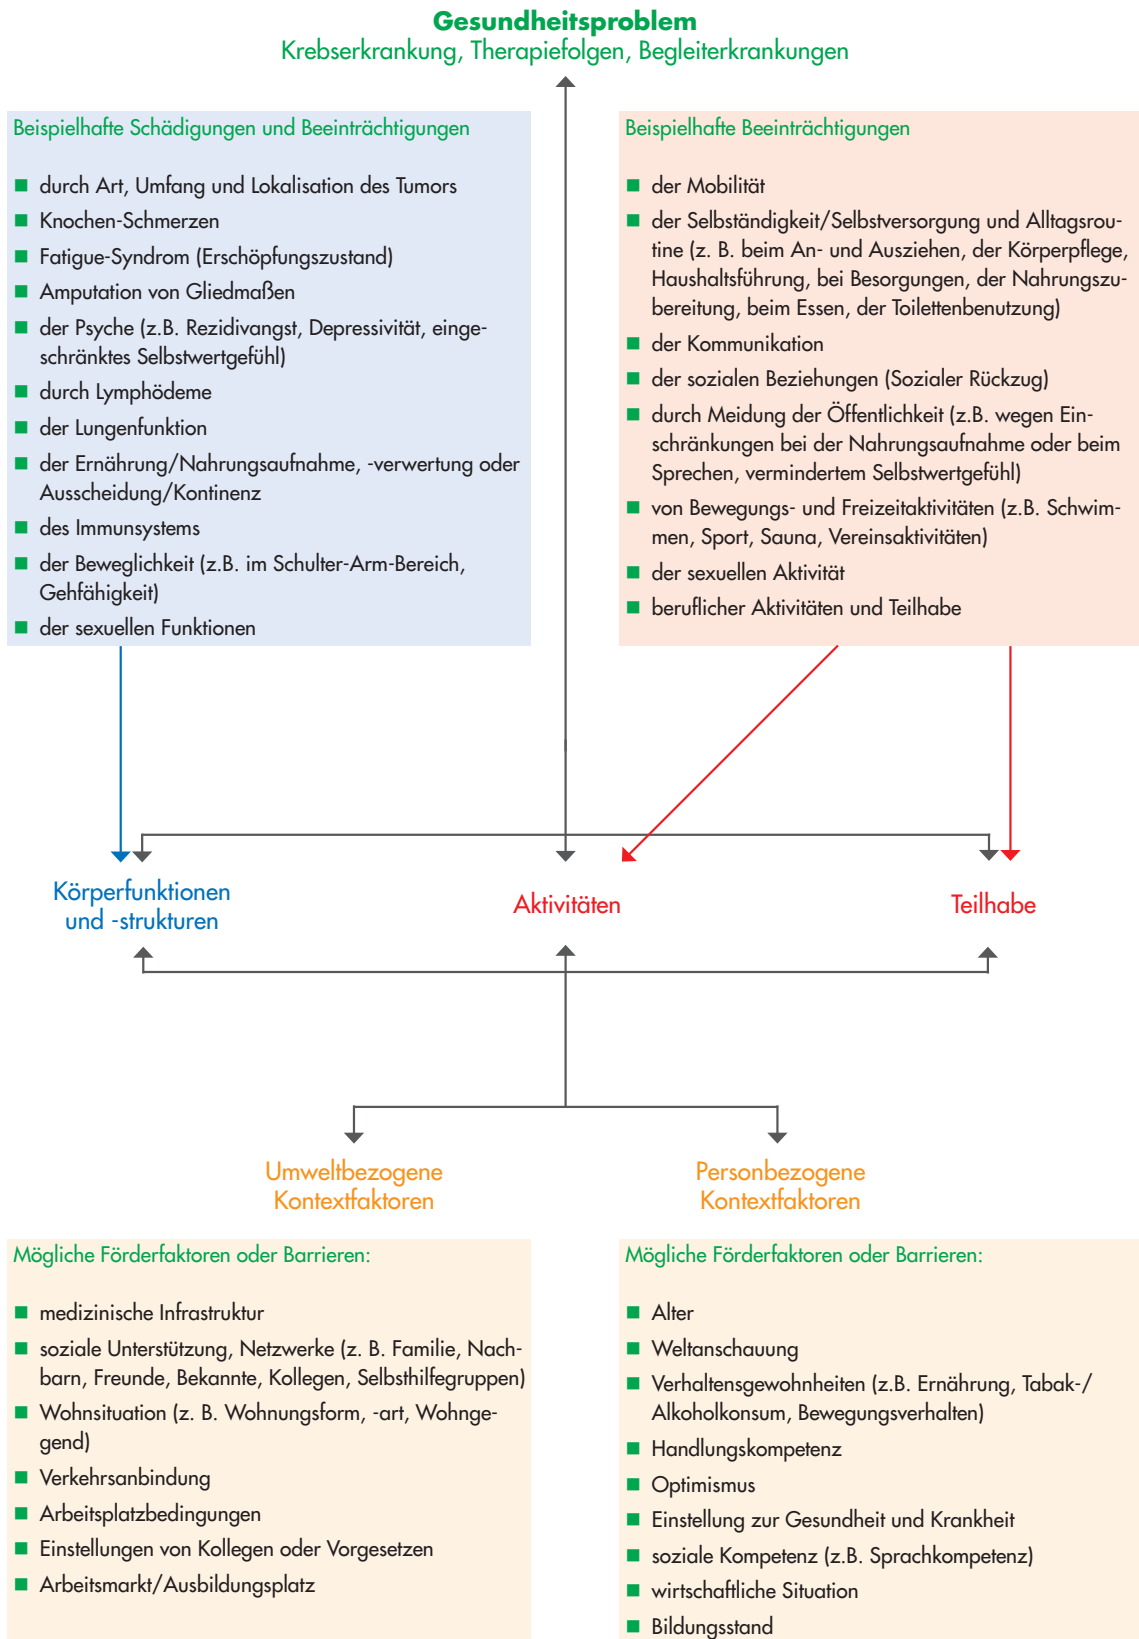 Gesundheitsproblem
Krebserkrankung, Therapiefolgen, Begleiterkrankungen
Beispielhafte Schädigungen und Beeinträchtigungen
■ durch Art, Umfang und Lokalisation des Tumors
■ Knochen-Schmerzen
■ Fatigue-Syndrom (Erschöpfungszustand)
■ Amputation von Gliedmaßen
■ der Psyche (z.B. Rezidivangst, Depressivität, einge-
schränktes Selbstwertgefühl)
■ durch Lymphödeme
■ der Lungenfunktion
■ der Ernährung/Nahrungsaufnahme, -verwertung oder
Ausscheidung/Kontinenz
■ des Immunsystems
■ der Beweglichkeit (z.B. im Schulter-Arm-Bereich,
Gehfähigkeit)
■ der sexuellen Funktionen
Beispielhafte Beeinträchtigungen
■ der Mobilität
■ der Selbständigkeit/Selbstversorgung und Alltagsrou-
tine (z. B. beim An- und Ausziehen, der Körperpflege,
Haushaltsführung, bei Besorgungen, der Nahrungszu-
bereitung, beim Essen, der Toilettenbenutzung)
■ der Kommunikation
■ der sozialen Beziehungen (Sozialer Rückzug)
■ durch Meidung der Öffentlichkeit (z.B. wegen Ein-
schränkungen bei der Nahrungsaufnahme oder beim
Sprechen, vermindertem Selbstwertgefühl)
■ von Bewegungs- und Freizeitaktivitäten (z.B. Schwim-
men, Sport, Sauna, Vereinsaktivitäten)
■ der sexuellen Aktivität
■ beruflicher Aktivitäten und Teilhabe
Körperfunktionen
und -strukturen
Aktivitäten
Teilhabe
Umweltbezogene
Kontextfaktoren
Personbezogene
Kontextfaktoren
Mögliche Förderfaktoren oder Barrieren:
■ medizinische Infrastruktur
■ soziale Unterstützung, Netzwerke (z. B. Familie, Nach-
barn, Freunde, Bekannte, Kollegen, Selbsthilfegruppen)
■ Wohnsituation (z. B. Wohnungsform, -art, Wohnge-
gend)
■ Verkehrsanbindung
■ Arbeitsplatzbedingungen
■ Einstellungen von Kollegen oder Vorgesetzen
■ Arbeitsmarkt/Ausbildungsplatz
Mögliche Förderfaktoren oder Barrieren:
■ Alter
■ Weltanschauung
■ Verhaltensgewohnheiten (z.B. Ernährung, Tabak-/
Alkoholkonsum, Bewegungsverhalten)
■ Handlungskompetenz
■ Optimismus
■ Einstellung zur Gesundheit und Krankheit
■ soziale Kompetenz (z.B. Sprachkompetenz)
■ wirtschaftliche Situation
■ Bildungsstand